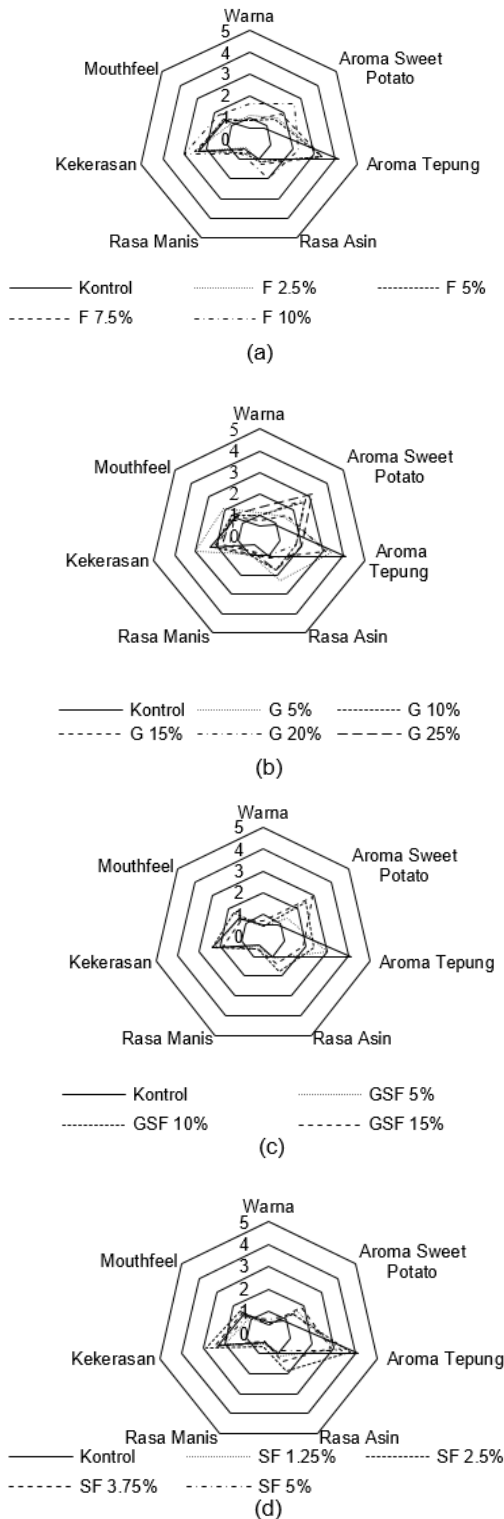 Warna
5
4
3
2
1
0
Mouthfeel
Aroma Sweet
Potato
Kekerasan
Aroma Tepung
Rasa Manis
Rasa Asin
Kontrol F 2.5% F 5%
F 7.5% F 10%
(a)
Warna
5
4
3
2
1
0
Mouthfeel
Aroma Sweet
Potato
Kekerasan
Aroma
Tepung
Rasa Manis
Rasa Asin
Kontrol G 5% G 10%
G 15% G 20% G 25%
(b)
Warna
5
4
3
2
1
0
Mouthfeel
Aroma Sweet
Potato
Kekerasan
Aroma Tepung
Rasa Manis
Rasa Asin
Kontrol GSF 5%
GSF 10% GSF 15%
(c)
Warna
5
4
3
2
1
0
Mouthfeel
Aroma Sweet
Potato
Kekerasan
Aroma Tepung
Rasa Manis
Rasa Asin
Kontrol SF 1.25% SF 2.5%
SF 3.75% SF 5%
(d)